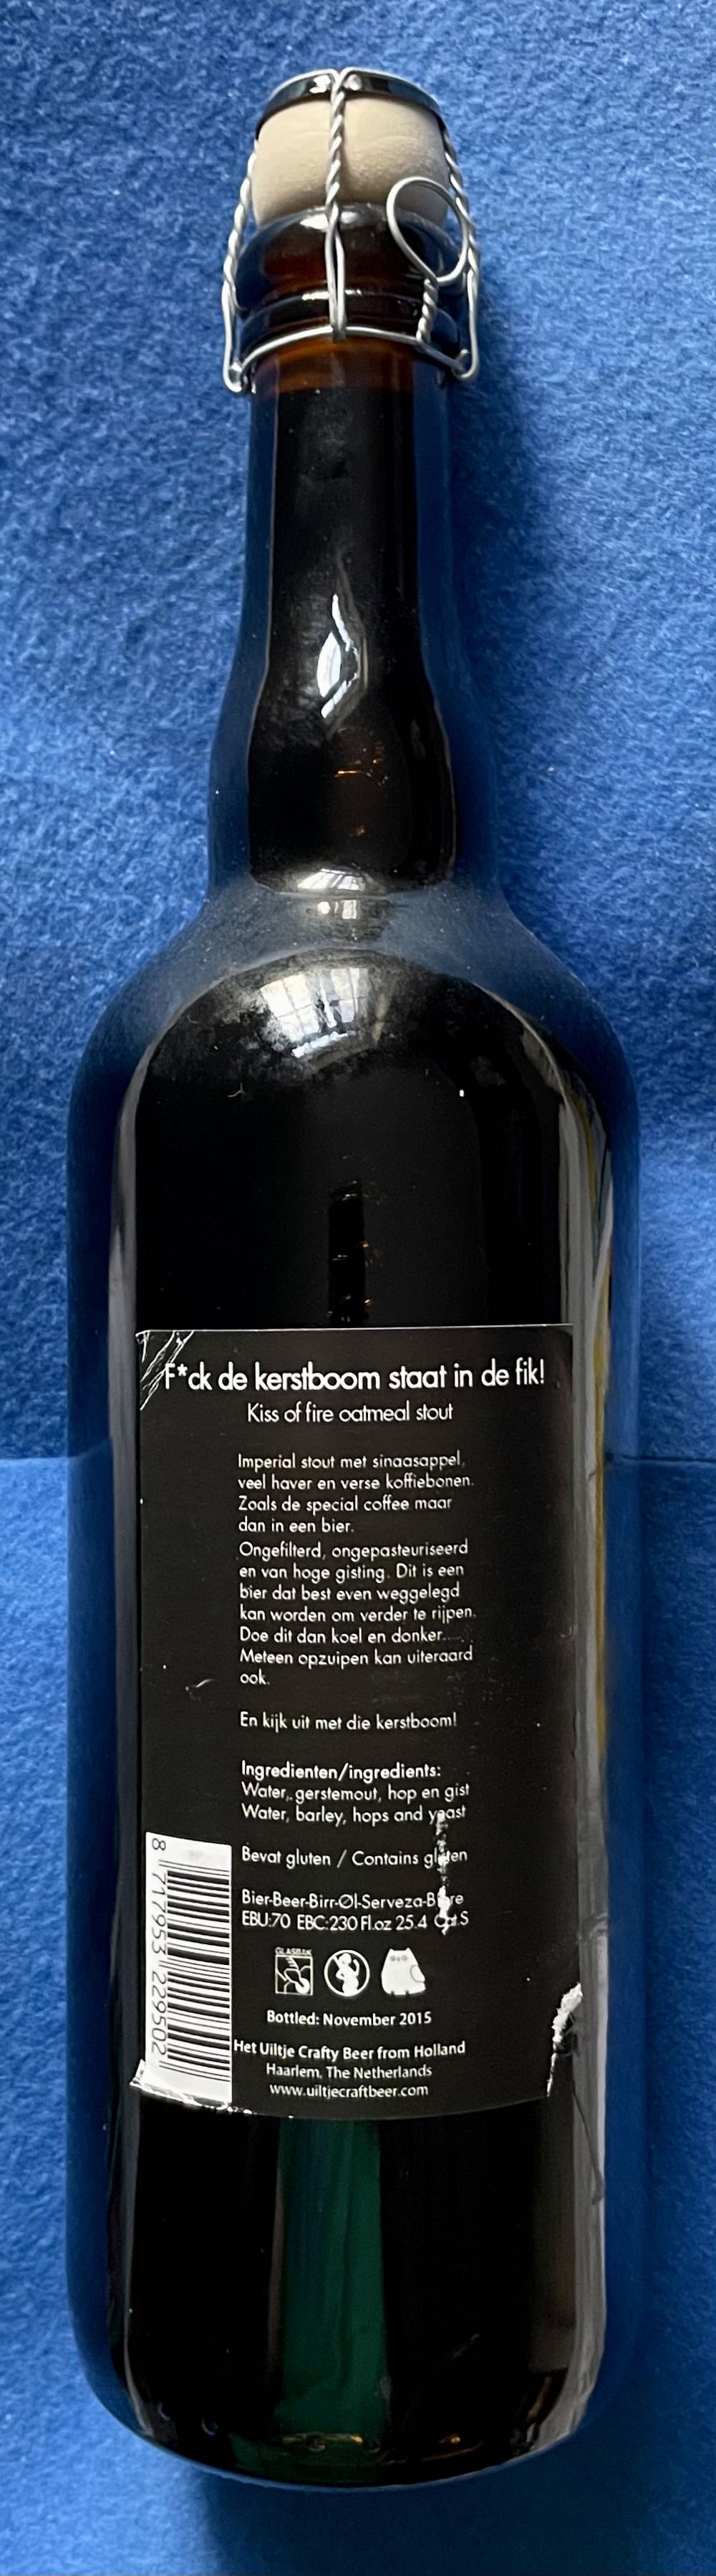 F*ck de kerstboom staat in de fik!
Kiss of fire oatmeal stout
Imperial stout met sinaasappel,
veel haver en verse koffiebonen.
Zoals de special coffee maar
dan in een bier.
Ongefilterd, ongepasteuriseerd
en van hoge gisting. Dit is een
bier dat best even weggelegd
kan worden om verder te rijpen.
Doe dit dan koel en donker....
Meteen opzuipen kan uiteraard
ook.
En kijk uit met die kerstboom!
Ingredienten/ingredients:
Water, gerstemout, hop en gist
Water, barley, hops and yeast
Bevat gluten / Contains gluten
Bier-Beer-Birr-Øl-Serveza-Biere
EBU:70 EBC:230 Fl.oz 25.4
GLASBAK
Bottled: November 2015
Het Uiltje Crafty Beer from Holland
Haarlem, The Netherlands
www.uiltjecraftbeer.com
8 717953 229502